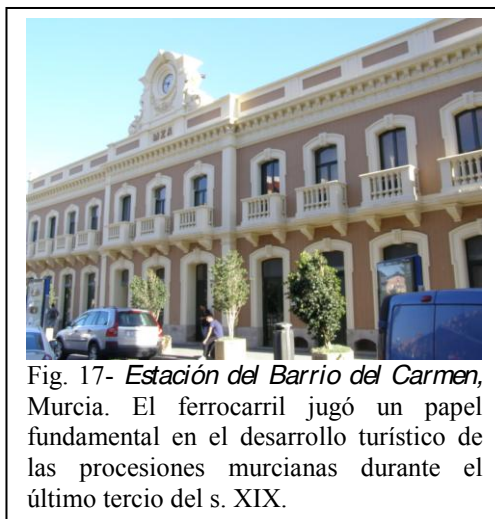 MZA
Fig. 17- Estación del Barrio del Carmen,
Murcia. El ferrocarril jugó un papel
fundamental en el desarrollo turístico de
las procesiones murcianas durante el
último tercio del s. XIX.